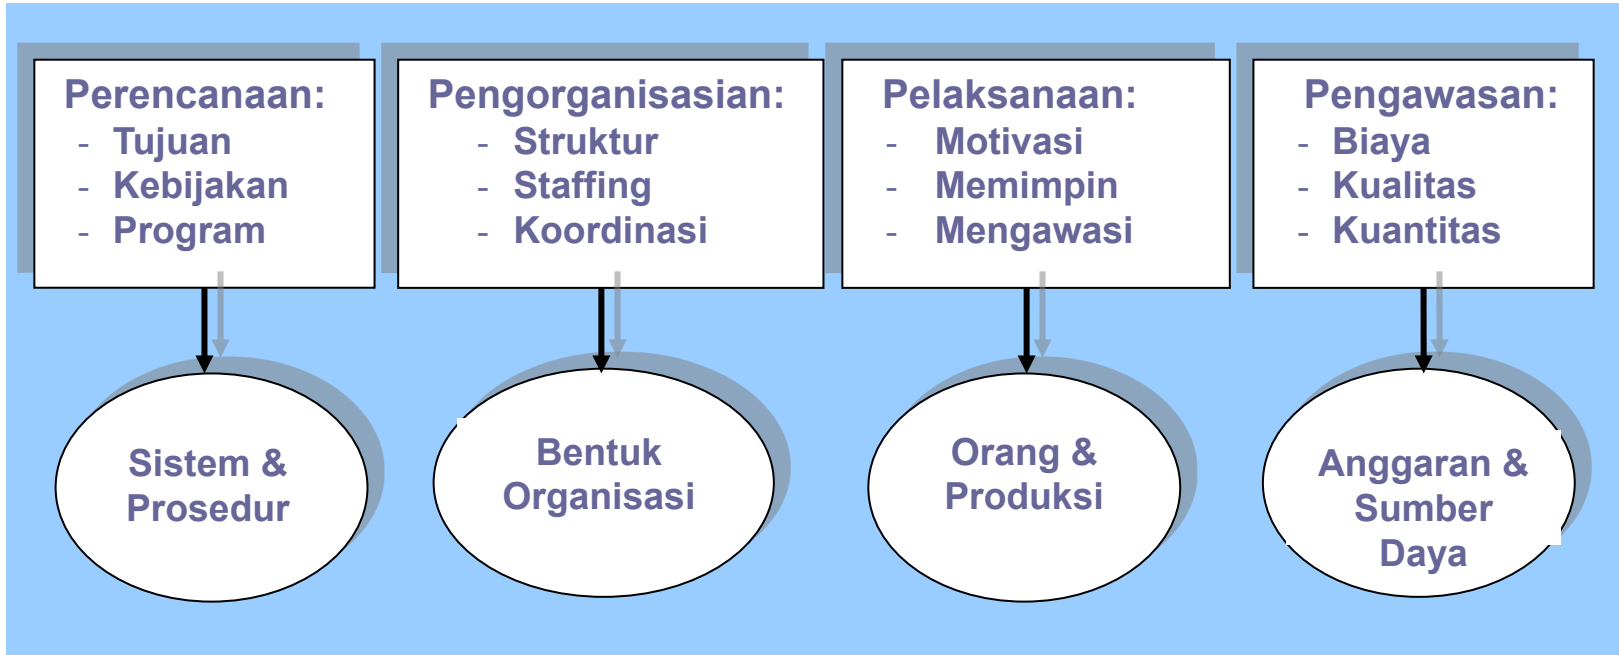 Perencanaan:
- Tujuan
- Kebijakan
- Program
Pengorganisasian:
- Struktur
- Staffing
- Koordinasi
Pelaksanaan:
- Motivasi
- Memimpin
- Mengawasi
Pengawasan:
- Biaya
- Kualitas
- Kuantitas
Sistem &
Prosedur
Bentuk
Organisasi
Orang &
Produksi
Anggaran &
Sumber
Daya